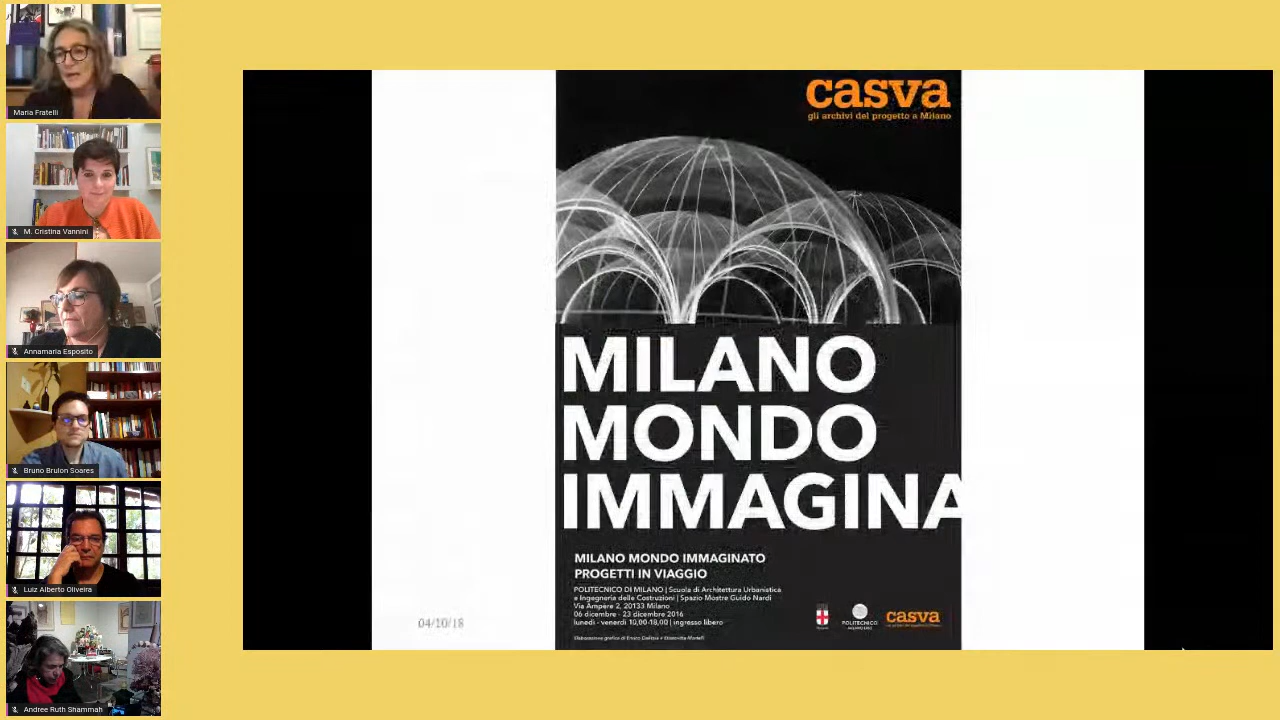 Maria Fratelli
M. Cristina Vannini
Annamaria Esposito
Bruno Brulon Soares
Luiz Alberto Oliveira
Andree Ruth Shammah
casva
gli archivi del progetto a Milano
MILANO
MONDO
IMMAGINA
MILANO MONDO IMMAGINATO
PROGETTI IN VIAGGIO
POLITECNICO DI MILANO | Scuola di Architettura Urbanistica
e Ingegneria delle Costruzioni | Spazio Mostre Guido Nardi
Via Ampère 2, 20133 Milano
06 dicembre - 23 dicembre 2016
lunedì - venerdì 10,00-18,00 | ingresso libero
POLITECNICO
casva
04/10/18